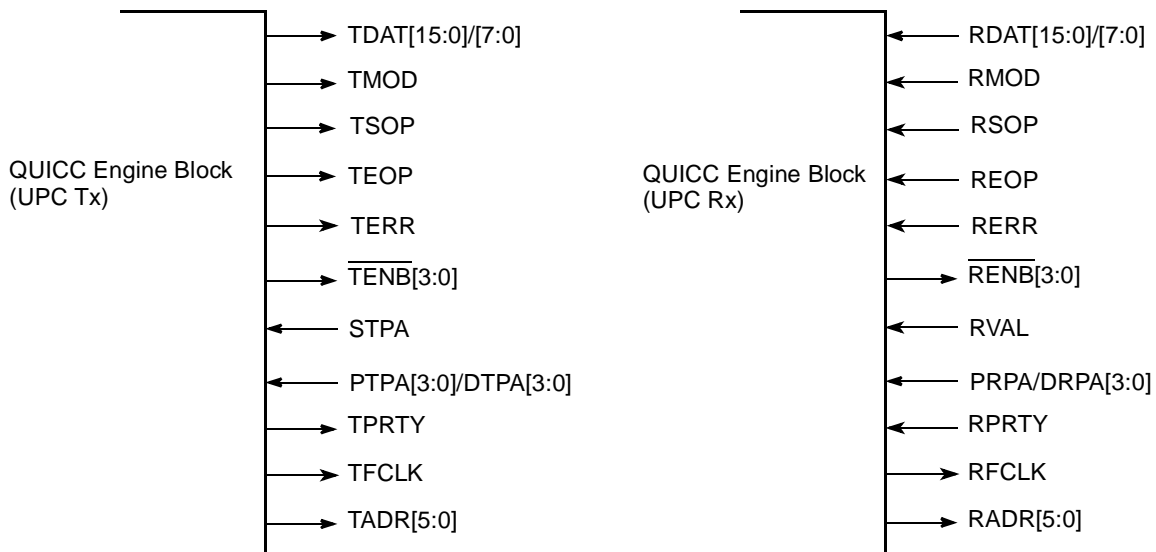 QUICC Engine Block
(UPC Tx)
TDAT[15:0]/[7:0]
TMOD
TSOP
TEOP
TERR
TENB[3:0]
STPA
PTPA[3:0]/DTPA[3:0]
TPRTY
TFCLK
TADR[5:0]
QUICC Engine Block
(UPC Rx)
RDAT[15:0]/[7:0]
RMOD
RSOP
REOP
RERR
RENB[3:0]
RVAL
PRPA/DRPA[3:0]
RPRTY
RFCLK
RADR[5:0]